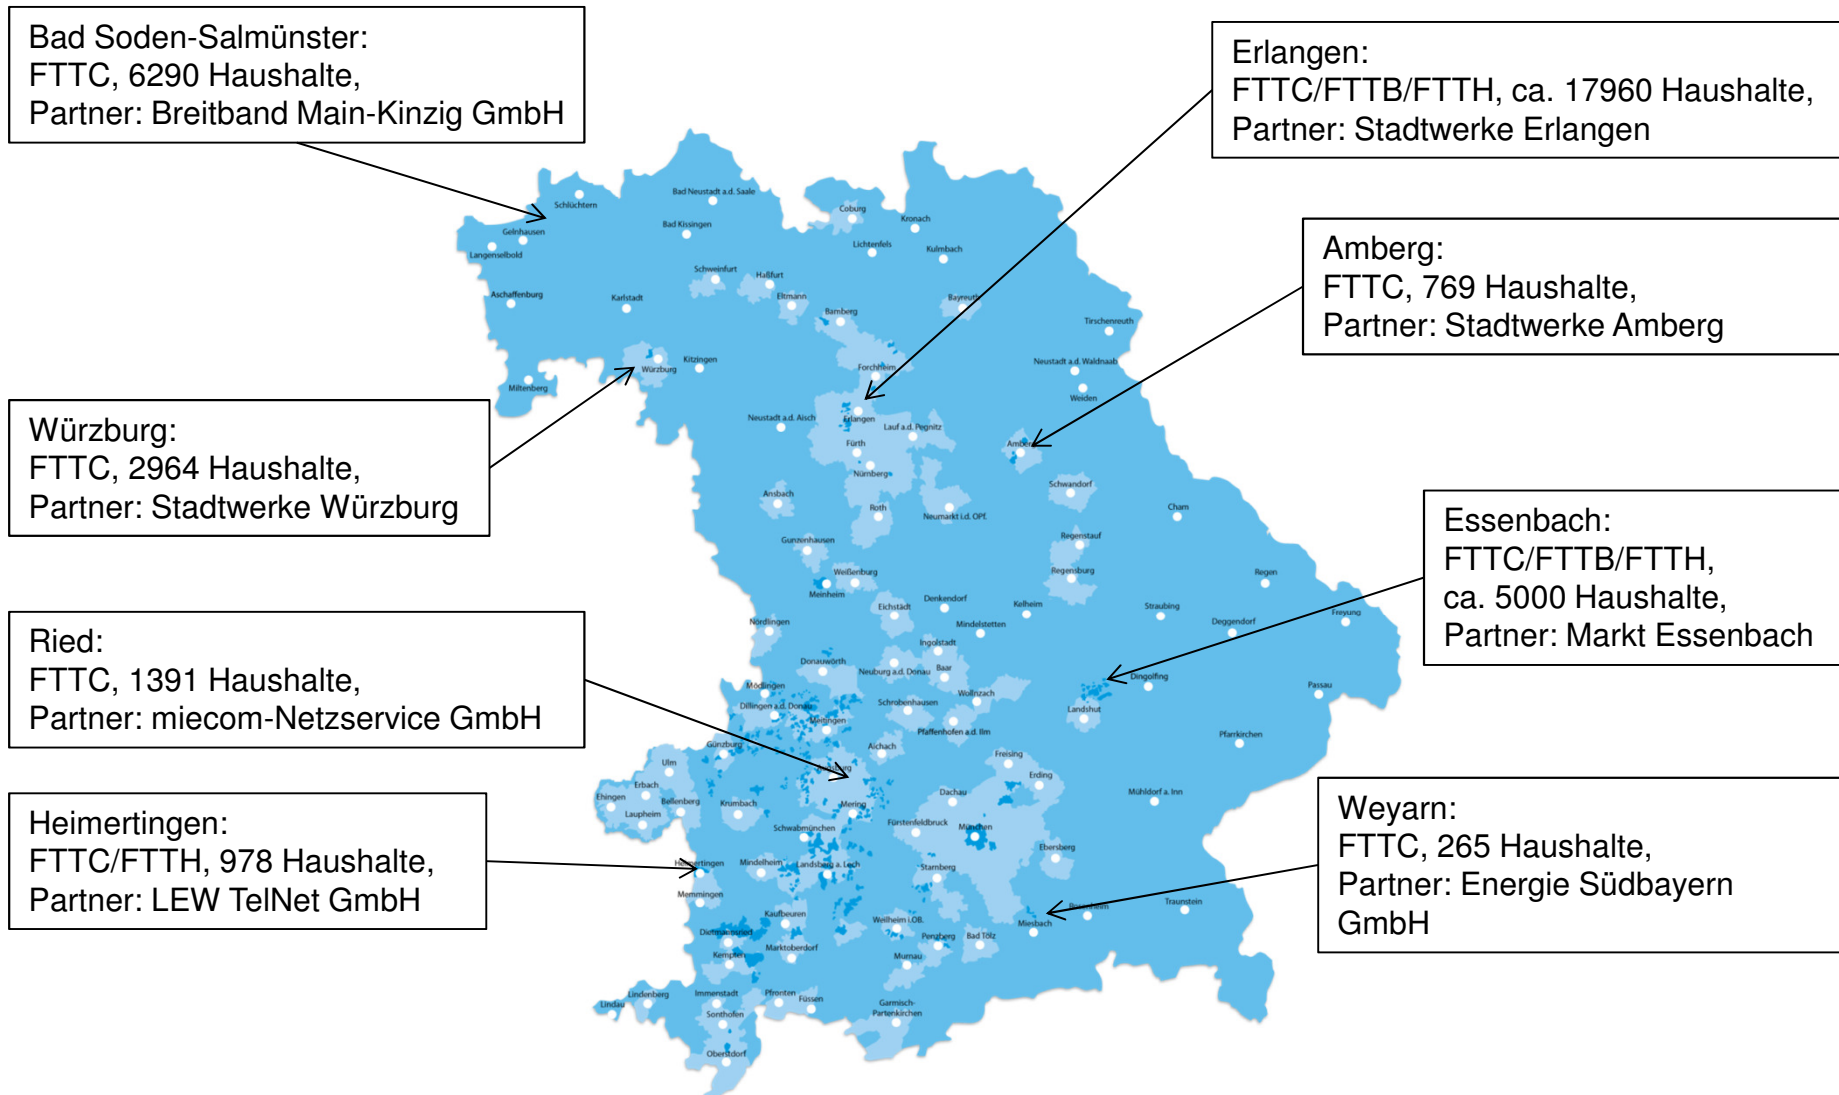 Bad Soden-Salmünster:
FTTC, 6290 Haushalte,
Partner: Breitband Main-Kinzig GmbH
Erlangen:
FTTC/FTTB/FTTH, ca. 17960 Haushalte,
Partner: Stadtwerke Erlangen
Amberg:
FTTC, 769 Haushalte,
Partner: Stadtwerke Amberg
Würzburg:
FTTC, 2964 Haushalte,
Partner: Stadtwerke Würzburg
Essenbach:
FTTC/FTTB/FTTH,
ca. 5000 Haushalte,
Partner: Markt Essenbach
Ried:
FTTC, 1391 Haushalte,
Partner: miecom-Netzservice GmbH
Heimertingen:
FTTC/FTTH, 978 Haushalte,
Partner: LEW TelNet GmbH
Weyarn:
FTTC, 265 Haushalte,
Partner: Energie Südbayern
GmbH
Schlüchtern
Bad Neustadt a.d. Saale
Coburg
Kronach
Gelnhausen
Bad Kissingen
Langenselbold
Lichtenfels
Kulmbach
Schweinfurt
Haßfurt
Aschaffenburg
Karlstadt
Eltmann
Bayreuth
Bamberg
Tirschenreuth
Würzburg
Kitzingen
Forchheim
Neustadt a.d. Waldnaab
Miltenberg
Weiden
Neustadt a.d. Aisch
Erlangen
Lauf a.d. Pegnitz
Fürth
Amberg
Nürnberg
Ansbach
Schwandorf
Roth
Neumarkt i.d. OPf.
Cham
Gunzenhausen
Regenstauf
Weißenburg
Regensburg
Regen
Meinheim
Eichstädt
Denkendorf
Kelheim
Straubing
Freyung
Nördlingen
Mindelstetten
Deggendorf
Ingolstadt
Donauwörth
Neuburg a.d. Donau
Baar
Dingolfing
Mödlingen
Wollnzach
Passau
Dillingen a.d. Donau
Schrobenhausen
Landshut
Meitingen
Pfaffenhofen a.d. Ilm
Pfarrkirchen
Günzburg
Aichach
Freising
Ulm
Augsburg
Erding
Erbach
Ehingen
Bellenberg
Krumbach
Mering
Dachau
Mühldorf a. Inn
Laupheim
Schwabmünchen
Fürstenfeldbruck
München
Ebersberg
Heimertingen
Mindelheim
Landsberg a. Lech
Starnberg
Memmingen
Rosenheim
Traunstein
Kaufbeuren
Weilheim i.OB.
Miesbach
Dietmannsried
Penzberg
Bad Tölz
Marktoberdorf
Kempten
Murnau
Lindau
Lindenberg
Immenstadt
Pfronten
Füssen
Garmisch-
Partenkirchen
Sonthofen
Oberstdorf